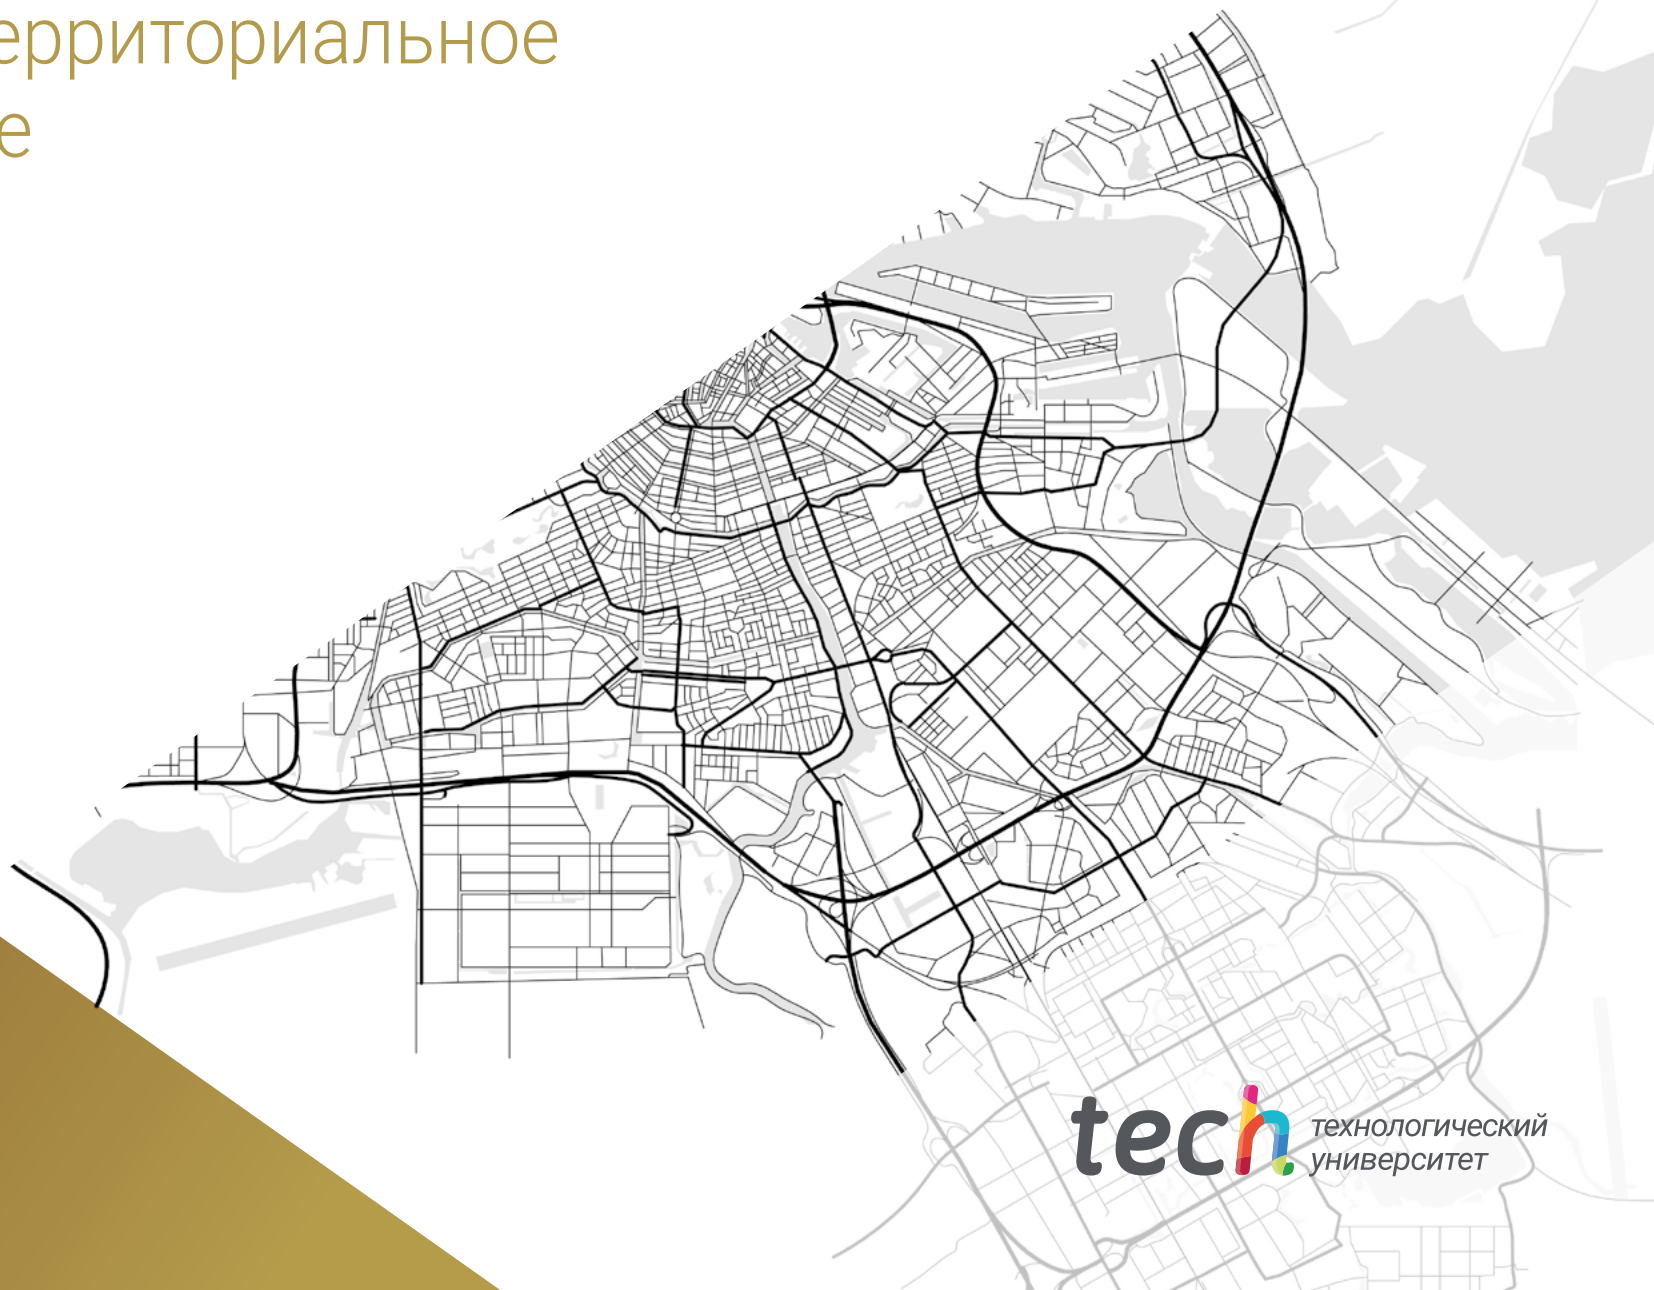 ерриториальное
е
tech технологический
университет